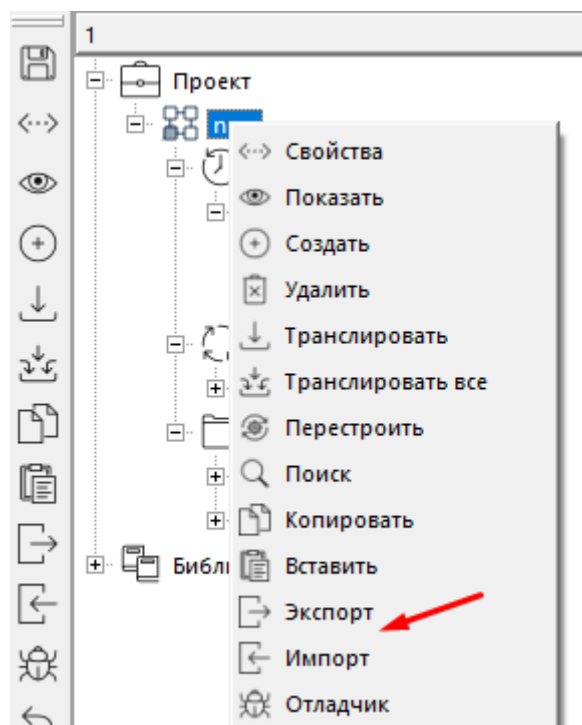 1
Проект
Свойства
Показать
Создать
Удалить
Транслировать
Транслировать все
Перестроить
Поиск
Копировать
Вставить
Экспорт
Импорт
Отладчик